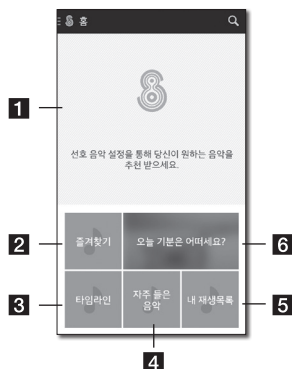 홈
1
선호 음악 설정을 통해 당신이 원하는 음악을
추천 받으세요.
2
즐겨찾기
오늘 기분은 어떠세요?
6
3
타임라인
자주 들은
음악
내 재생목록
5
4